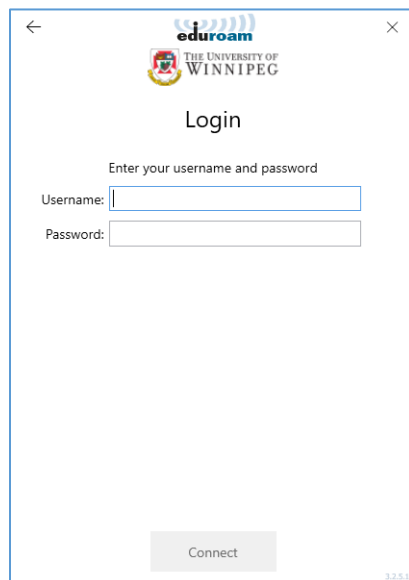 eduroam
THE UNIVERSITY OF
WINNIPEG
Login
Enter your username and password
Username:
Password:
Connect
3.2.5.1